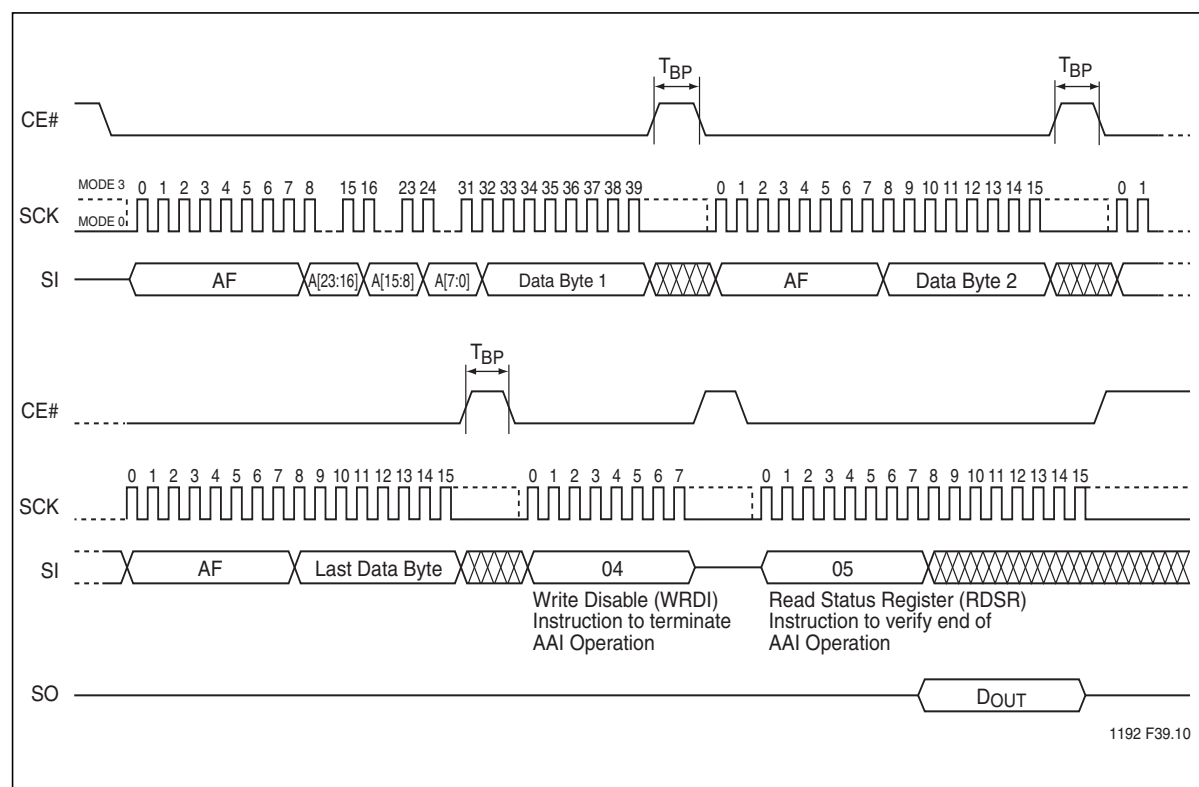 TBP TBP
CE#
MODE 3 0 1 2 3 4 5 6 7 8 15 16 23 24 31 32 33 34 35 36 37 38 39 0 1 2 3 4 5 6 7 8 9 10 11 12 13 14 15 0 1
SCK
MODE 0
SI AF A[23:16] A[15:8] A[7:0] Data Byte 1 AF Data Byte 2
TBP
CE#
0 1 2 3 4 5 6 7 8 9 10 11 12 13 14 15 0 1 2 3 4 5 6 7 0 1 2 3 4 5 6 7 8 9 10 11 12 13 14 15
SCK
SI AF Last Data Byte 04 05
Write Disable (WRDI)
Instruction to terminate
AAI Operation
Read Status Register (RDSR)
Instruction to verify end of
AAI Operation
SO DOUT
1192 F39.10